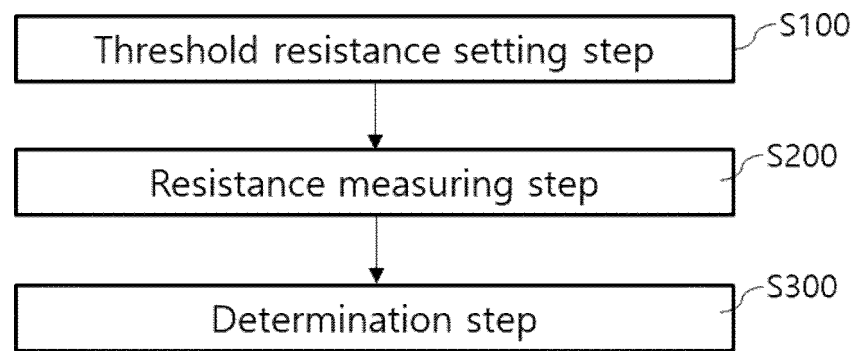 S100
Threshold resistance setting step
S200
Resistance measuring step
S300
Determination step